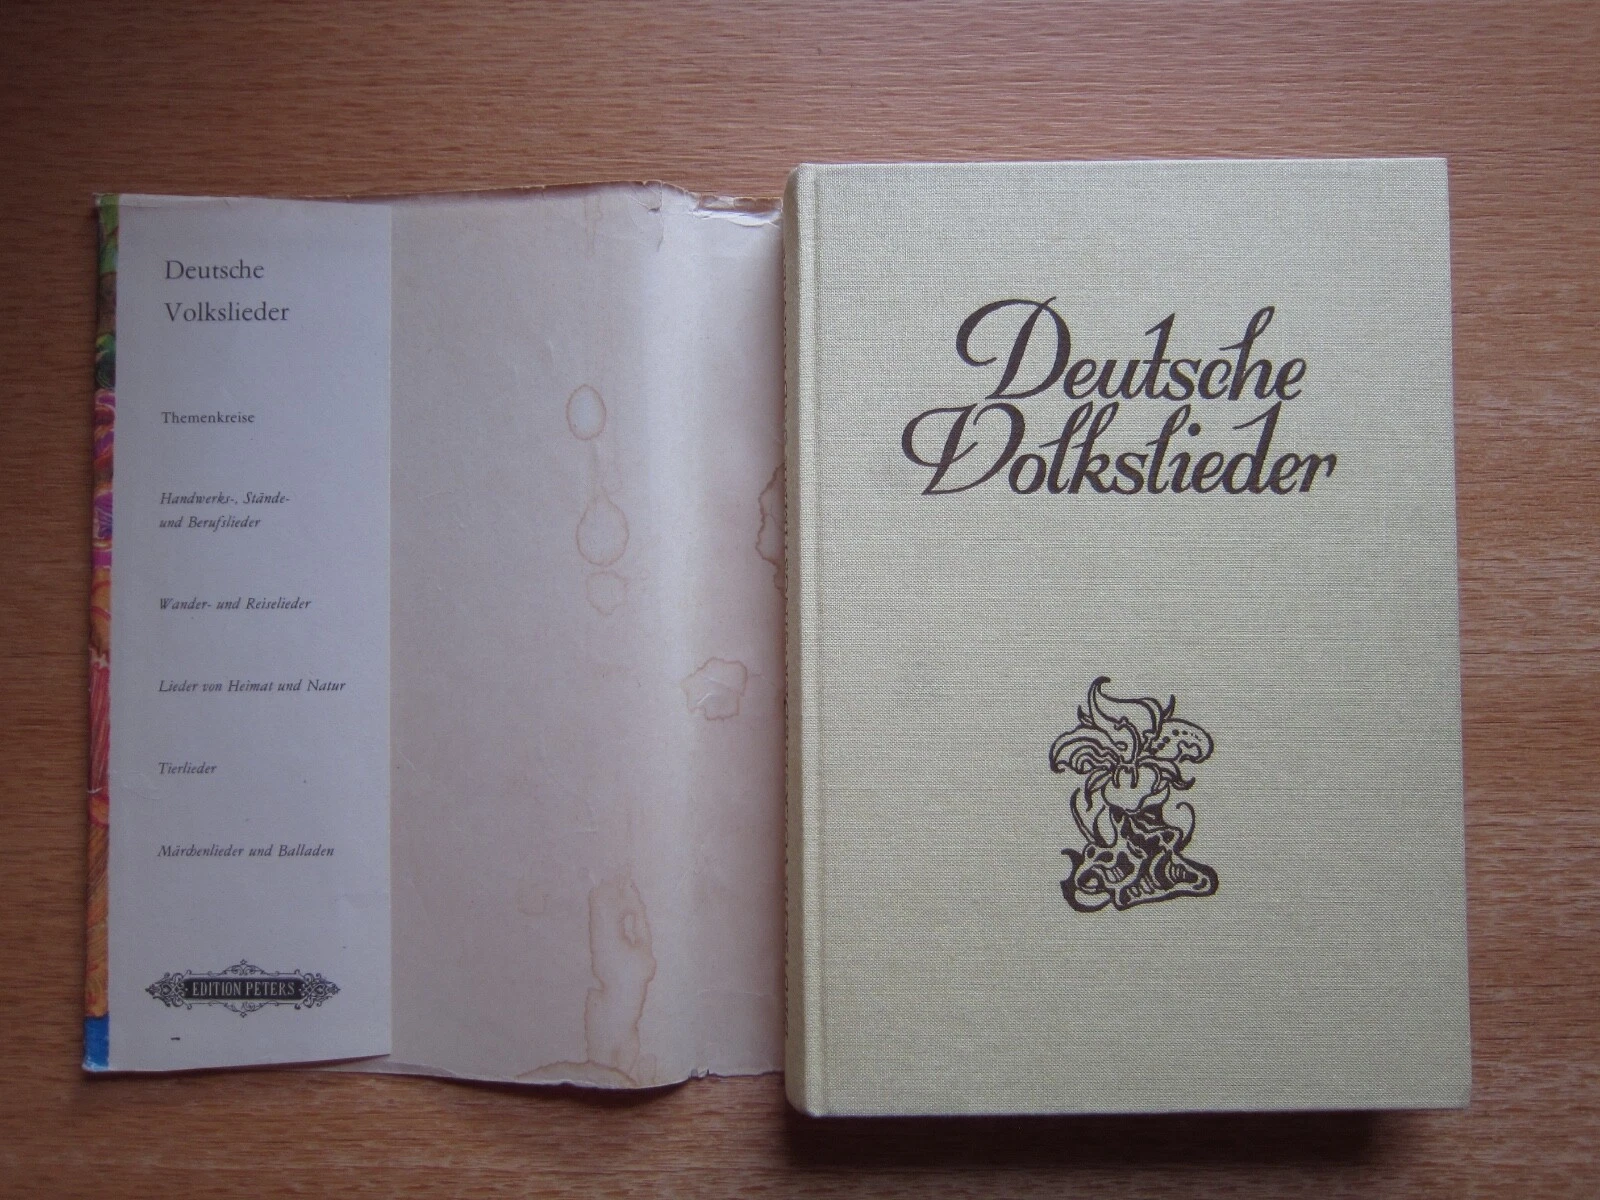 Deutsche
Volkslieder
Themenkreise
Handwerks-, Stände-
und Berufslieder
Wander- und Reiselieder
Lieder von Heimat und Natur
Tierlieder
Märchenlieder und Balladen
EDITION PETERS
Deutsche
Volkslieder